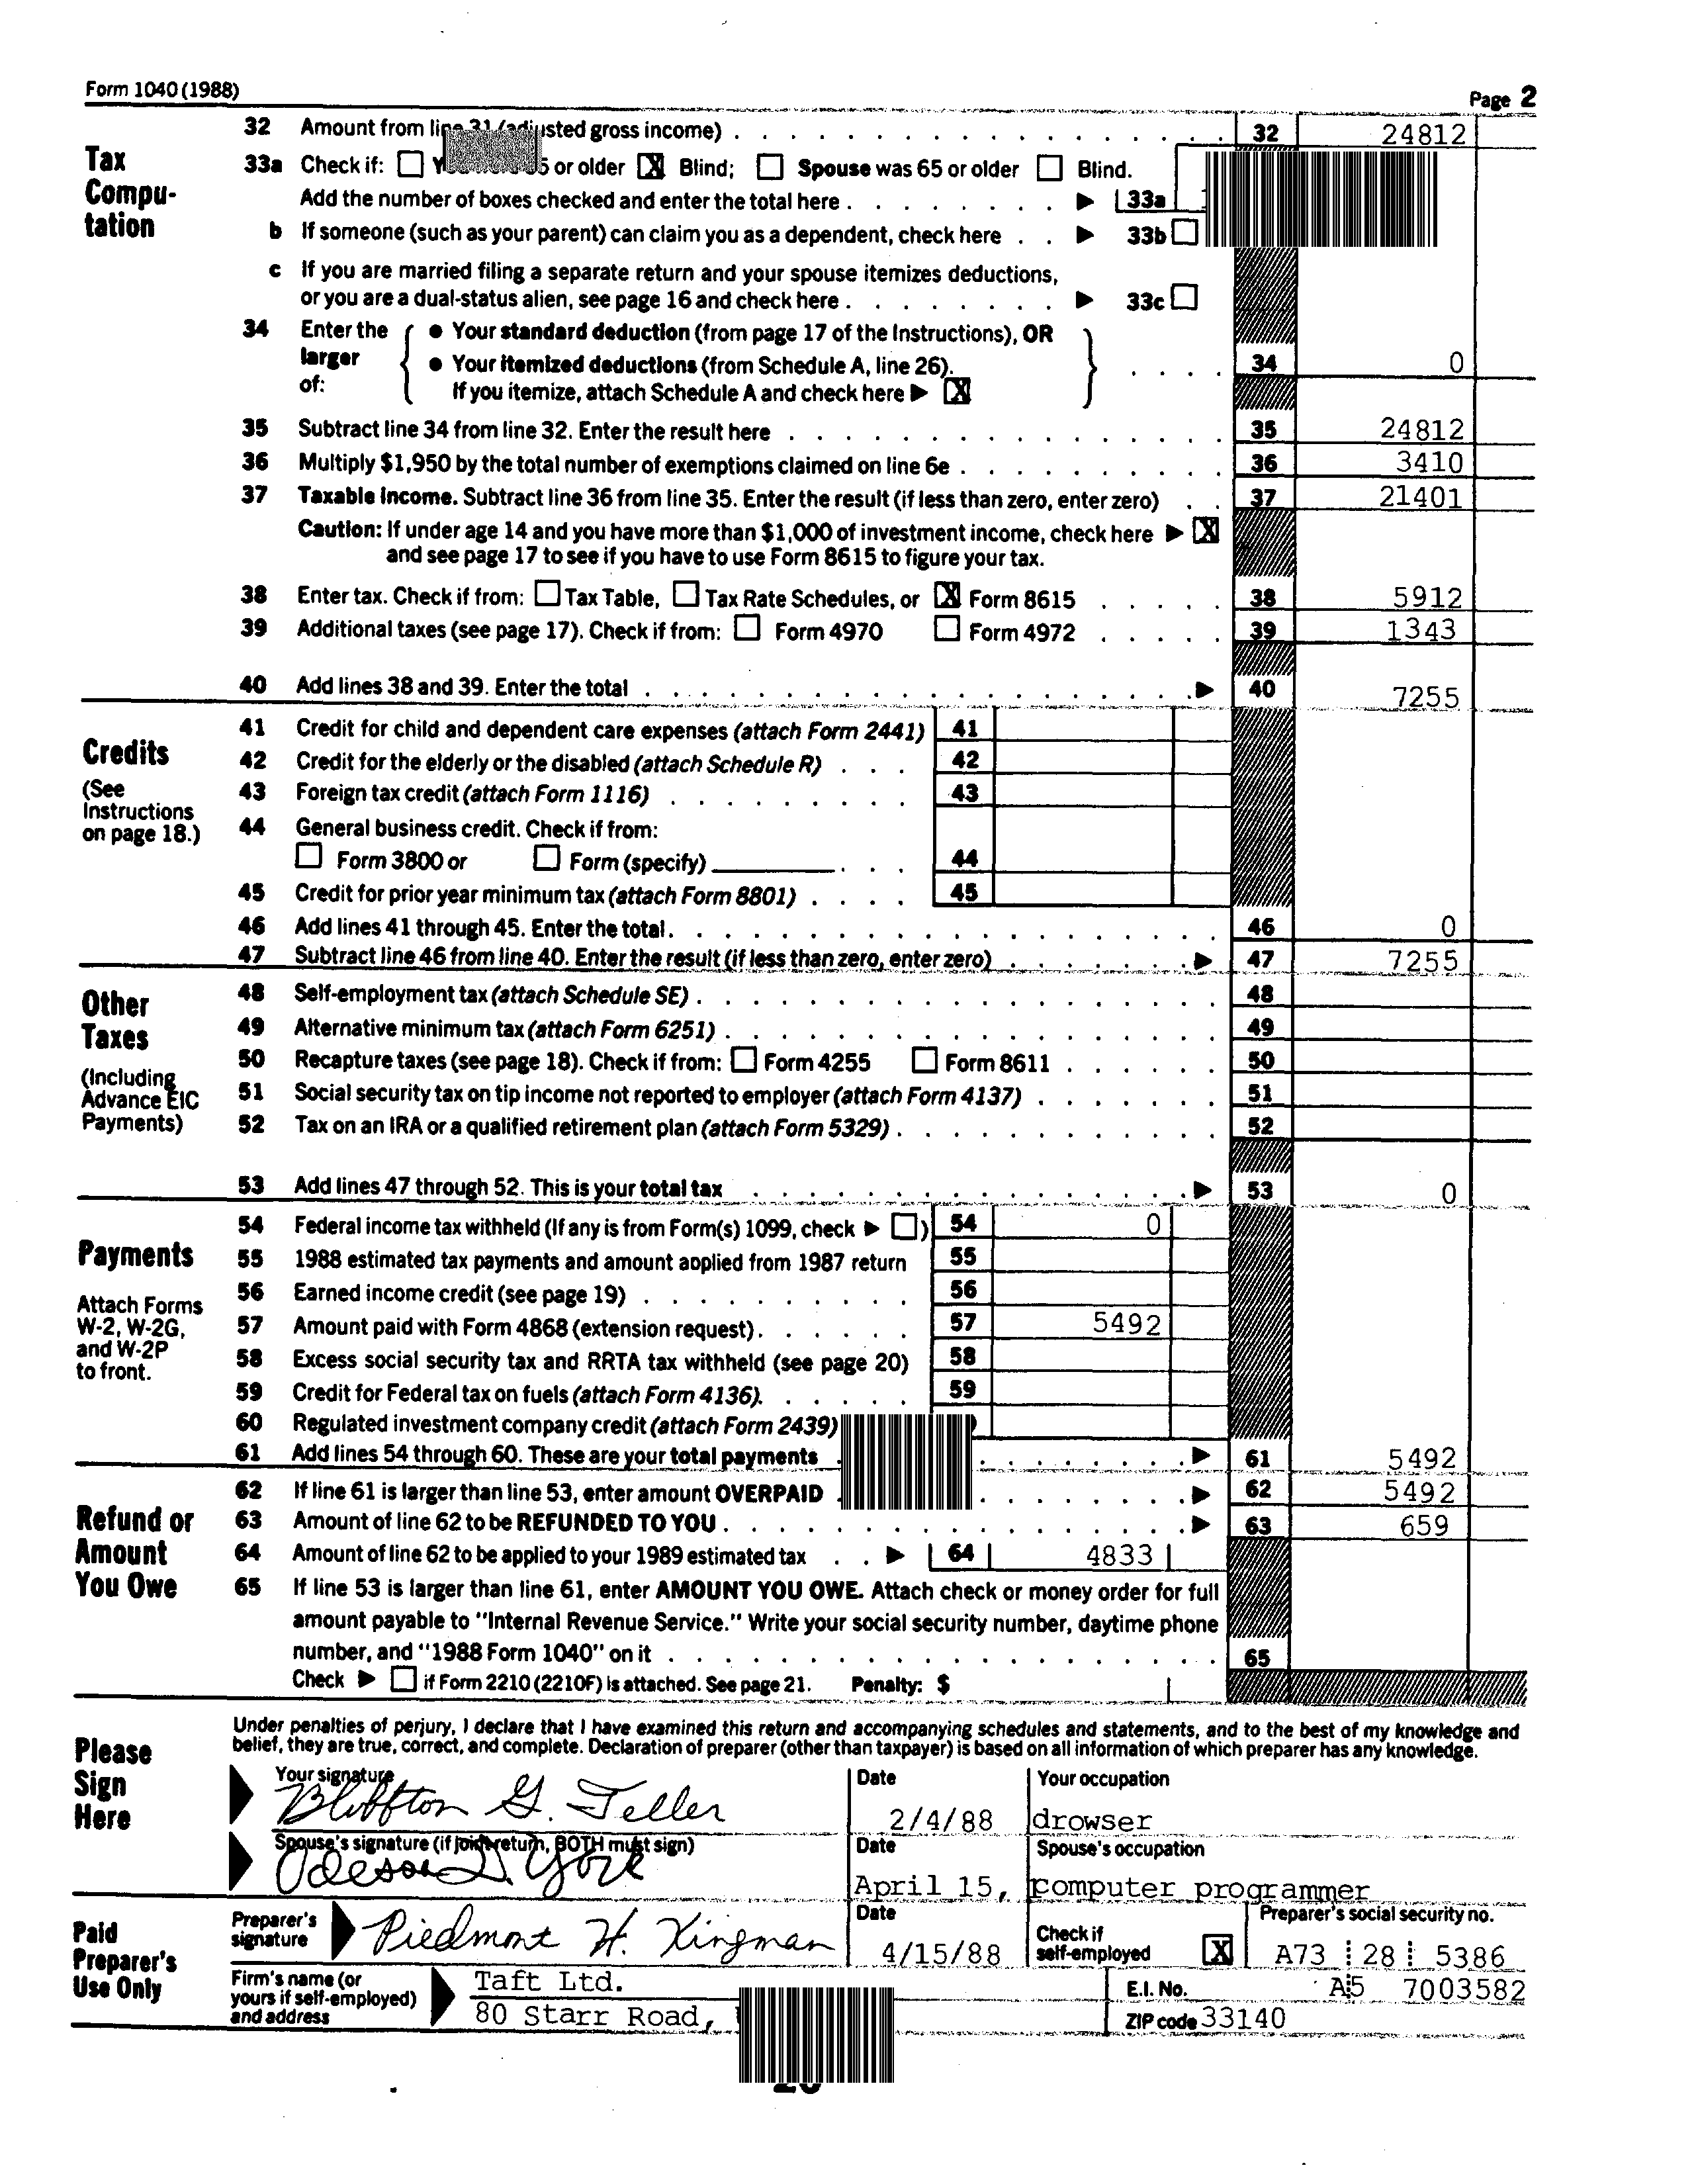 Form 1040 (1988)
Page 2
Tax Compu-
tation
32 Amount from line 31 (adjusted gross income) 32 24812
33a Check if: 5 or older X Blind; Spouse was 65 or older Blind.
Add the number of boxes checked and enter the total here 33a
b If someone (such as your parent) can claim you as a dependent, check here 33b
c If you are married filing a separate return and your spouse itemizes deductions,
or you are a dual-status alien, see page 16 and check here 33c
34 Enter the larger of: { ● Your standard deduction (from page 17 of the Instructions), OR
● Your itemized deductions (from Schedule A, line 26). } 34 0
If you itemize, attach Schedule A and check here ▶ X
35 Subtract line 34 from line 32. Enter the result here 35 24812
36 Multiply $1,950 by the total number of exemptions claimed on line 6e 36 3410
37 Taxable income. Subtract line 36 from line 35. Enter the result (if less than zero, enter zero) 37 21401
Caution: If under age 14 and you have more than $1,000 of investment income, check here ▶ X
and see page 17 to see if you have to use Form 8615 to figure your tax.
38 Enter tax. Check if from: Tax Table, Tax Rate Schedules, or X Form 8615 38 5912
39 Additional taxes (see page 17). Check if from: Form 4970 Form 4972 39 1343
40 Add lines 38 and 39. Enter the total ▶ 40 7255
Credits
(See
Instructions
on page 18.)
41 Credit for child and dependent care expenses (attach Form 2441) 41
42 Credit for the elderly or the disabled (attach Schedule R) 42
43 Foreign tax credit (attach Form 1116) 43
44 General business credit. Check if from:
Form 3800 or Form (specify) 44
45 Credit for prior year minimum tax (attach Form 8801) 45
46 Add lines 41 through 45. Enter the total 46 0
47 Subtract line 46 from line 40. Enter the result (if less than zero, enter zero) ▶ 47 7255
Other
Taxes
(Including
Advance EIC
Payments)
48 Self-employment tax (attach Schedule SE) 48
49 Alternative minimum tax (attach Form 6251) 49
50 Recapture taxes (see page 18). Check if from: Form 4255 Form 8611 50
51 Social security tax on tip income not reported to employer (attach Form 4137) 51
52 Tax on an IRA or a qualified retirement plan (attach Form 5329) 52
53 Add lines 47 through 52. This is your total tax ▶ 53 0
Payments
Attach Forms
W-2, W-2G,
and W-2P
to front.
54 Federal income tax withheld (If any is from Form(s) 1099, check ▶ ) 54 0
55 1988 estimated tax payments and amount applied from 1987 return 55
56 Earned income credit (see page 19) 56
57 Amount paid with Form 4868 (extension request) 57 5492
58 Excess social security tax and RRTA tax withheld (see page 20) 58
59 Credit for Federal tax on fuels (attach Form 4136) 59
60 Regulated investment company credit (attach Form 2439)
61 Add lines 54 through 60. These are your total payments ▶ 61 5492
Refund or
Amount
You Owe
62 If line 61 is larger than line 53, enter amount OVERPAID ▶ 62 5492
63 Amount of line 62 to be REFUNDED TO YOU ▶ 63 659
64 Amount of line 62 to be applied to your 1989 estimated tax ▶ 64 4833
65 If line 53 is larger than line 61, enter AMOUNT YOU OWE. Attach check or money order for full
amount payable to "Internal Revenue Service." Write your social security number, daytime phone
number, and "1988 Form 1040" on it 65
Check ▶ if Form 2210 (2210F) is attached. See page 21. Penalty: $
Please
Sign
Here
Under penalties of perjury, I declare that I have examined this return and accompanying schedules and statements, and to the best of my knowledge and
belief, they are true, correct, and complete. Declaration of preparer (other than taxpayer) is based on all information of which preparer has any knowledge.
Your signature Date Your occupation
Bluffton G. Teller 2/4/88 drowser
Spouse's signature (if joint return, BOTH must sign) Date Spouse's occupation
Odessa D. York April 15, computer programmer
Paid
Preparer's
Use Only
Preparer's signature Date Check if self-employed X Preparer's social security no.
Piedmont H. Kingman 4/15/88 A73 28 5386
Firm's name (or
yours if self-employed)
and address
Taft Ltd. E.I. No. A5 7003582
80 Starr Road, ZIP code 33140